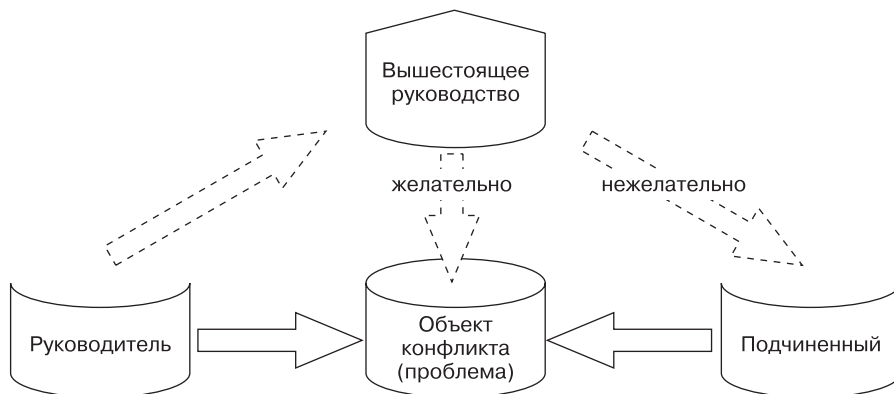 Вышестоящее
руководство
желательно
нежелательно
Руководитель
Объект
конфликта
(проблема)
Подчиненный